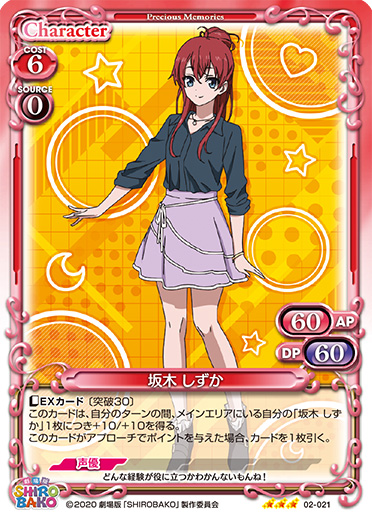 Precious Memories
Character
COST
6
SOURCE
0
60 AP
DP 60
坂木 しずか
EXカード [突破30]
このカードは、自分のターンの間、メインエリアにいる自分の「坂木 しず
か」1枚につき+10/+10を得る。
このカードがアプローチでポイントを与えた場合、カードを1枚引く。
声優
どんな経験が役に立つかわかんないもんね!
劇場版
SHIRO
BAKO
©2020 劇場版「SHIROBAKO」製作委員会
★★★ 02-021